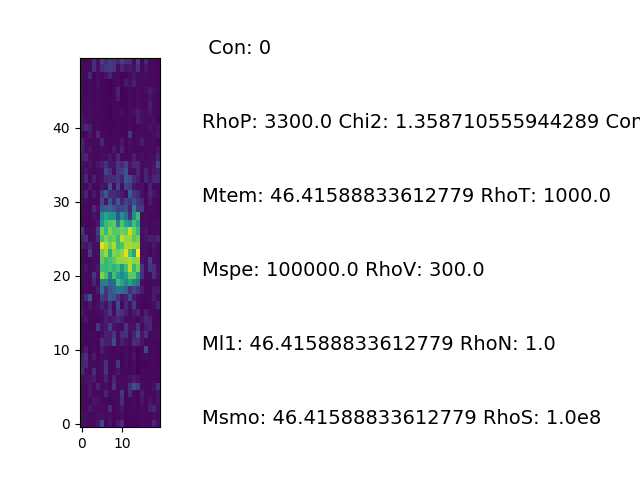 Con: 0
RhoP: 3300.0 Chi2: 1.358710555944289 Con
Mtem: 46.41588833612779 RhoT: 1000.0
Mspe: 100000.0 RhoV: 300.0
Ml1: 46.41588833612779 RhoN: 1.0
Msmo: 46.41588833612779 RhoS: 1.0e8
40
30
20
10
0
0 10